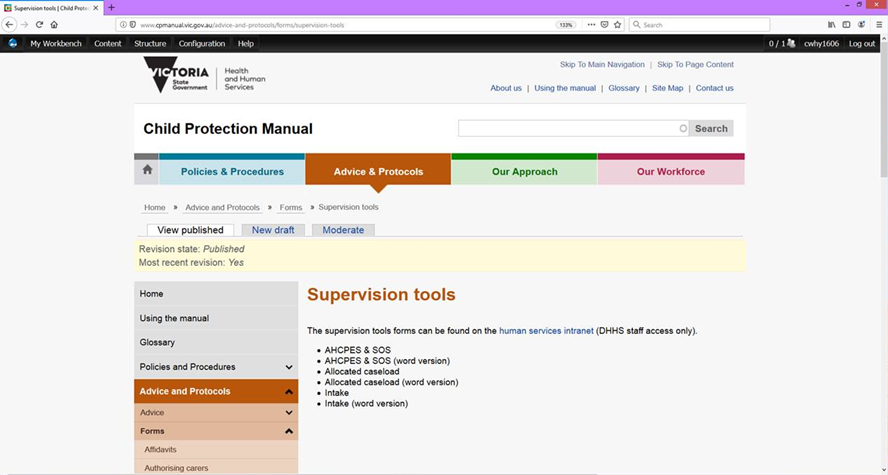 Supervision tools | Child Protec
www.cpmanual.vic.gov.au/advice-and-protocols/forms/supervision-tools
133%
Search
My Workbench Content Structure Configuration Help
0 / 1 cwhy1606 Log out
VICTORIA
State
Government
Health
and Human
Services
Skip To Main Navigation | Skip To Page Content
About us | Using the manual | Glossary | Site Map | Contact us
Child Protection Manual
Search
Policies & Procedures Advice & Protocols Our Approach Our Workforce
Home » Advice and Protocols » Forms » Supervision tools
View published New draft Moderate
Revision state: Published
Most recent revision: Yes
Home
Using the manual
Glossary
Policies and Procedures
Advice and Protocols
Advice
Forms
Affidavits
Authorising carers
Supervision tools
The supervision tools forms can be found on the human services intranet (DHHS staff access only).
• AHCPES & SOS
• AHCPES & SOS (word version)
• Allocated caseload
• Allocated caseload (word version)
• Intake
• Intake (word version)